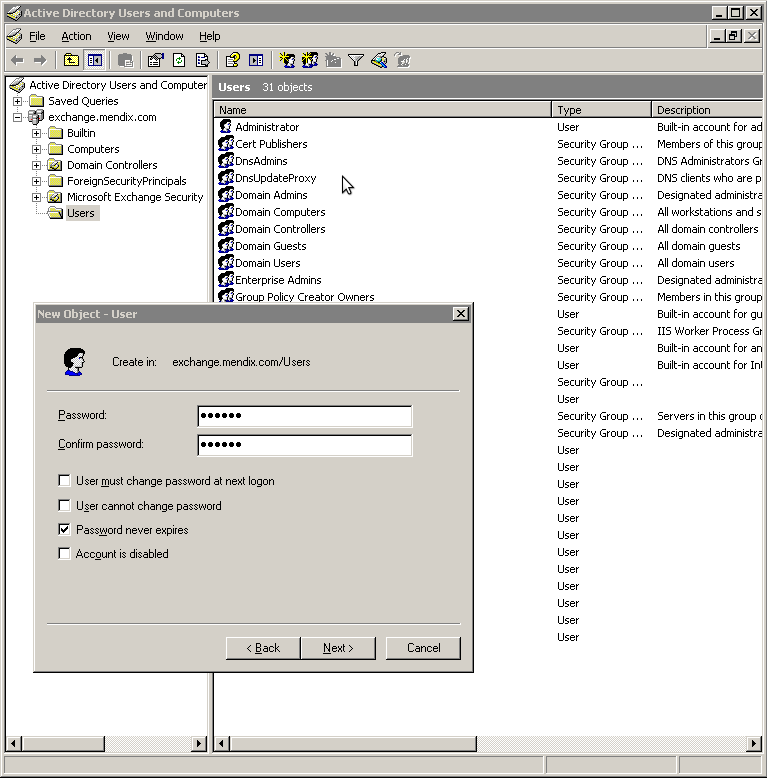 Active Directory Users and Computers
File Action View Window Help
Active Directory Users and Computer
Saved Queries
exchange.mendix.com
Builtin
Computers
Domain Controllers
ForeignSecurityPrincipals
Microsoft Exchange Security
Users
Users 31 objects
Name Type Description
Administrator User Built-in account for ad
Cert Publishers Security Group ... Members of this group
DnsAdmins Security Group ... DNS Administrators Gr
DnsUpdateProxy Security Group ... DNS clients who are p
Domain Admins Security Group ... Designated administra
Domain Computers Security Group ... All workstations and s
Domain Controllers Security Group ... All domain controllers
Domain Guests Security Group ... All domain guests
Domain Users Security Group ... All domain users
Enterprise Admins Security Group ... Designated administra
Group Policy Creator Owners Security Group ... Members in this group
User Built-in account for gu
Security Group ... IIS Worker Process Gr
User Built-in account for an
User Built-in account for Int
Security Group ...
User
Security Group ... Servers in this group c
Security Group ... Designated administra
User
User
User
User
User
User
User
User
User
User
User
User
New Object - User
Create in: exchange.mendix.com/Users
Password:
Confirm password:
User must change password at next logon
User cannot change password
Password never expires
Account is disabled
< Back Next > Cancel